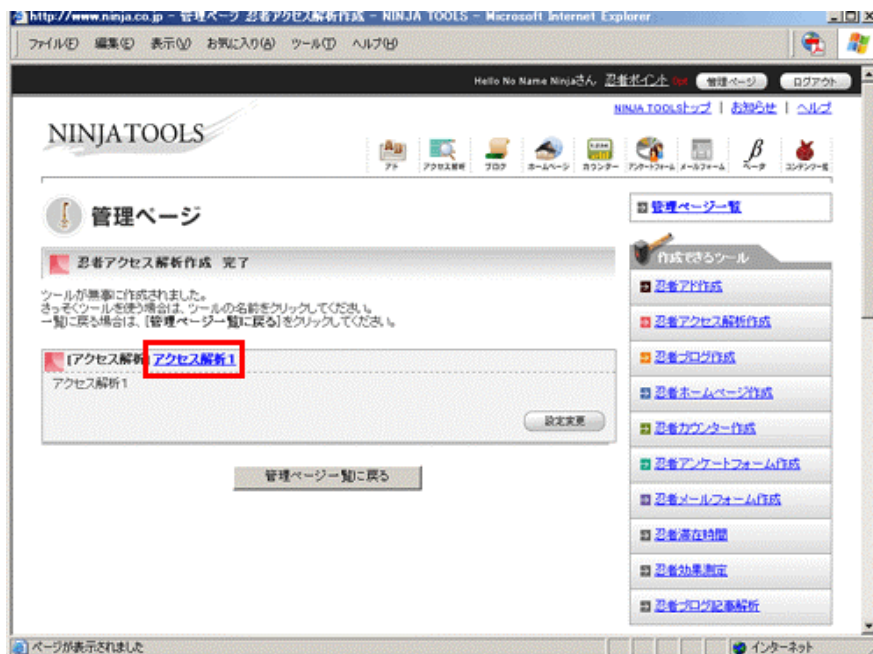 http://www.ninja.co.jp - 管理ページ 忍者アクセス解析作成 - NINJA TOOLS - Microsoft Internet Explorer
ファイル(F) 編集(E) 表示(V) お気に入り(A) ツール(T) ヘルプ(H)
Hello No Name Ninjaさん 忍者ポイント 0pt 管理ページ ログアウト
NINJA TOOLSトップ | お知らせ | ヘルプ
NINJATOOLS
アド アクセス解析 ブログ ホームページ カウンター アンケートフォーム メールフォーム β ベータ コンテンツ一覧
管理ページ
管理ページ一覧
忍者アクセス解析作成 完了
ツールが無事に作成されました。
さっそくツールを使う場合は、ツールの名前をクリックしてください。
一覧に戻る場合は、[管理ページ一覧に戻る]をクリックしてください。
[アクセス解析] アクセス解析1
アクセス解析1
設定変更
管理ページ一覧に戻る
作成できるツール
忍者アド作成
忍者アクセス解析作成
忍者ブログ作成
忍者ホームページ作成
忍者カウンター作成
忍者アンケートフォーム作成
忍者メールフォーム作成
忍者滞在時間
忍者効果測定
忍者ブログ記事解析
ページが表示されました
インターネット